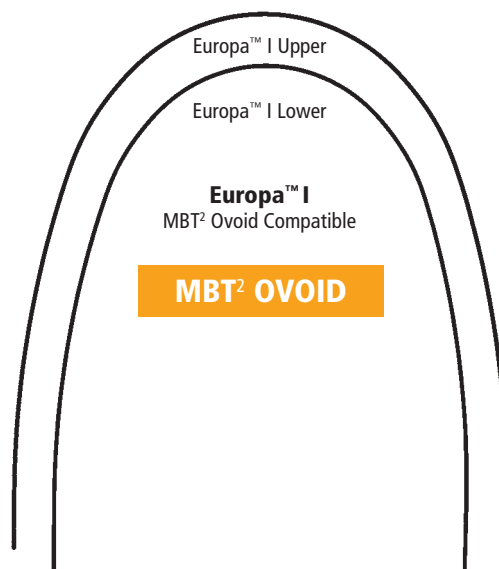 Europa™ I Upper
Europa™ I Lower
Europa™ I
MBT² Ovoid Compatible
MBT² OVOID